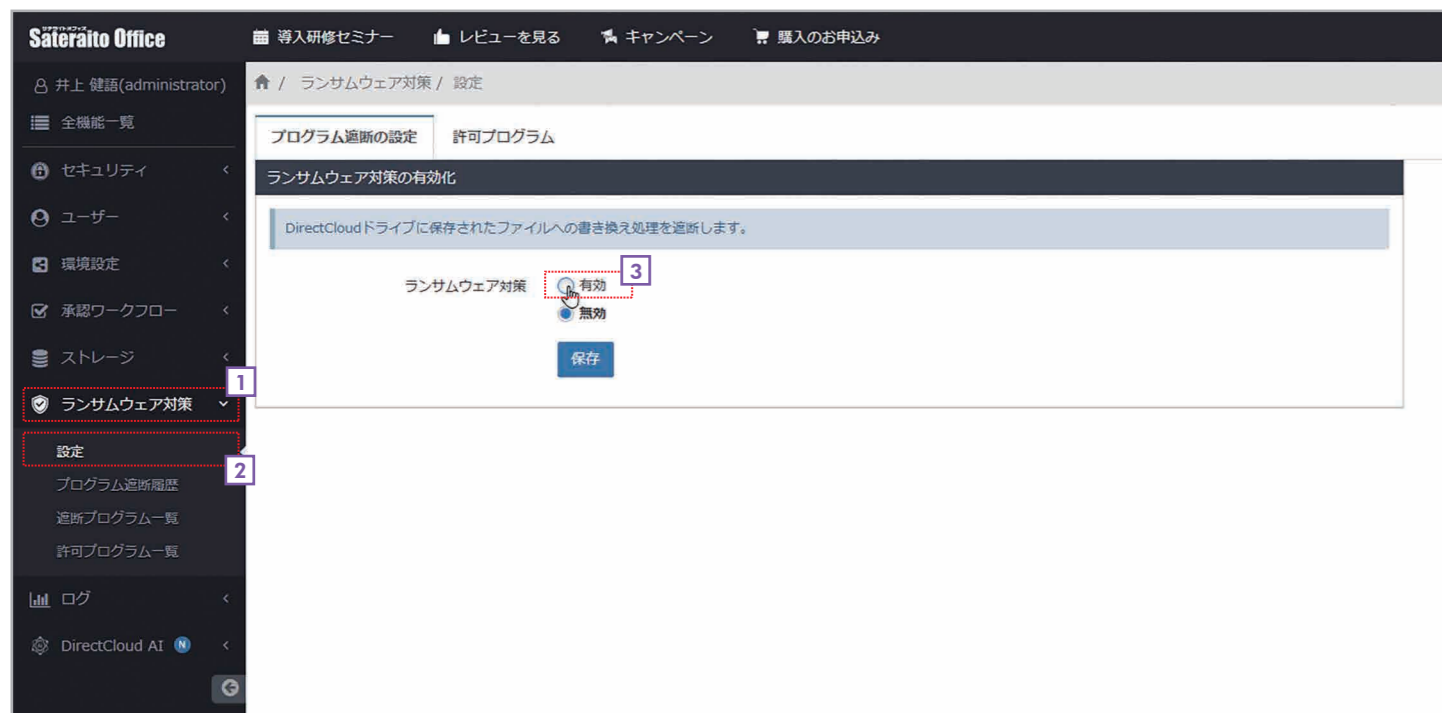 サテライトオフィス
Sateraito Office
導入研修セミナー レビューを見る キャンペーン 購入のお申込み
井上 健語(administrator)
/ ランサムウェア対策 / 設定
全機能一覧
プログラム遮断の設定 許可プログラム
セキュリティ
ランサムウェア対策の有効化
ユーザー
DirectCloudドライブに保存されたファイルへの書き換え処理を遮断します。
環境設定
ランサムウェア対策 有効 3
無効
承認ワークフロー
ストレージ
保存
1
ランサムウェア対策
設定
2
プログラム遮断履歴
遮断プログラム一覧
許可プログラム一覧
ログ
DirectCloud AI N